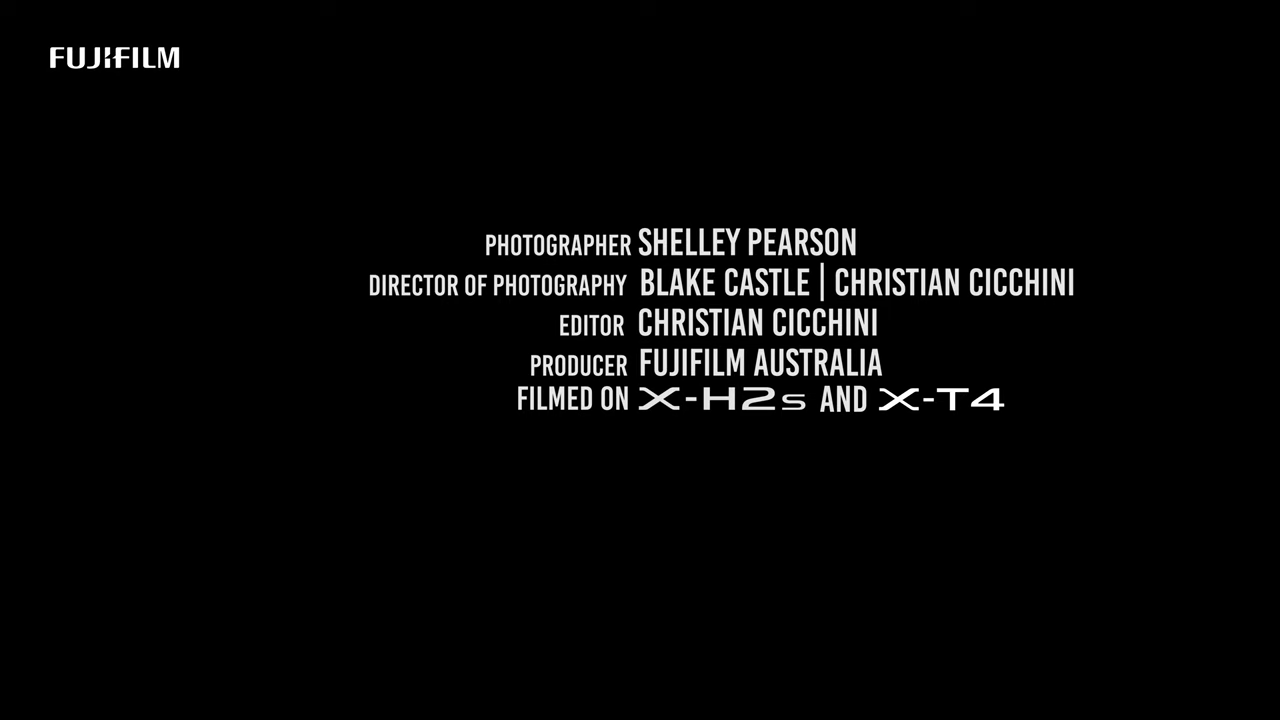 FUJIFILM
PHOTOGRAPHER SHELLEY PEARSON
DIRECTOR OF PHOTOGRAPHY BLAKE CASTLE | CHRISTIAN CICCHINI
EDITOR CHRISTIAN CICCHINI
PRODUCER FUJIFILM AUSTRALIA
FILMED ON X-H2s AND X-T4